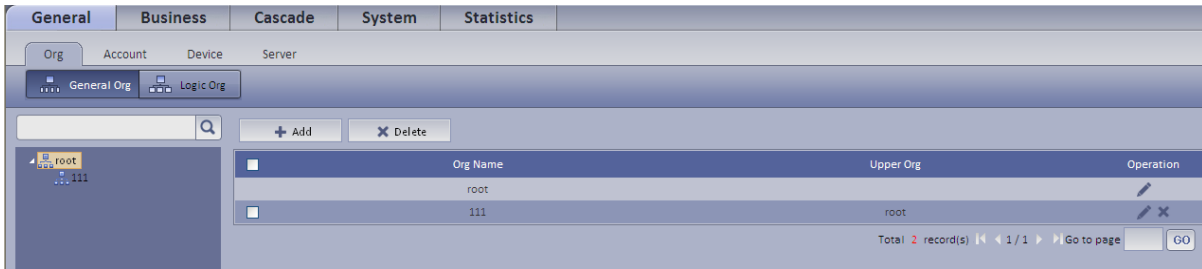 General Business Cascade System Statistics
Org Account Device Server
General Org Logic Org
Add Delete
root
111
Org Name Upper Org Operation
root
111 root
Total 2 record(s) 1 / 1 Go to page GO